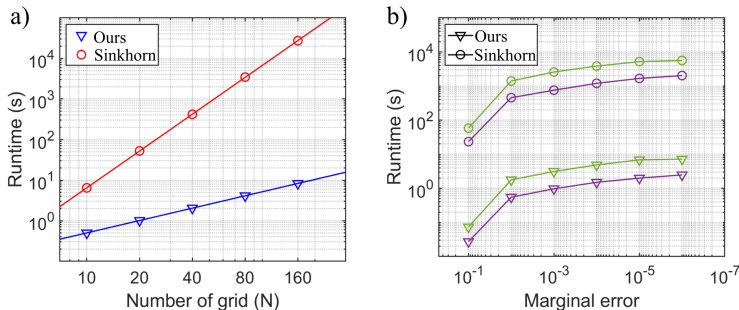 a)
Ours
Sinkhorn
10^4
10^3
10^2
10^1
10^0
Runtime (s)
10 20 40 80 160
Number of grid (N)
b)
Ours
Sinkhorn
10^4
10^2
10^0
Runtime (s)
10^-1 10^-3 10^-5 10^-7
Marginal error